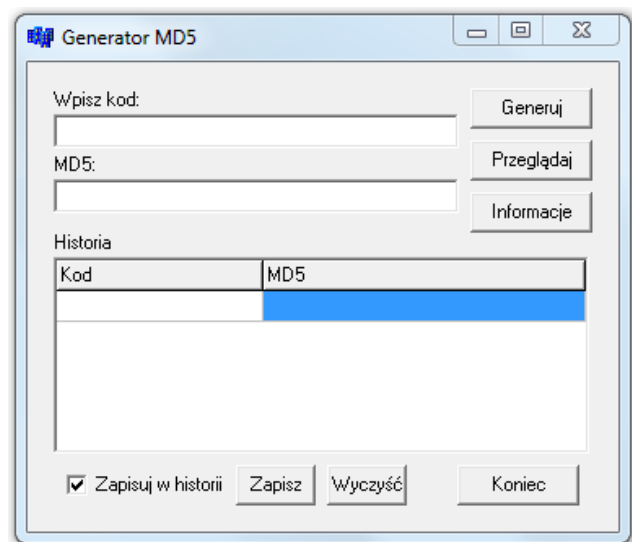 Generator MD5
Wpisz kod:
Generuj
MD5:
Przeglądaj
Informacje
Historia
Kod MD5
Zapisuj w historii Zapisz Wyczyść Koniec